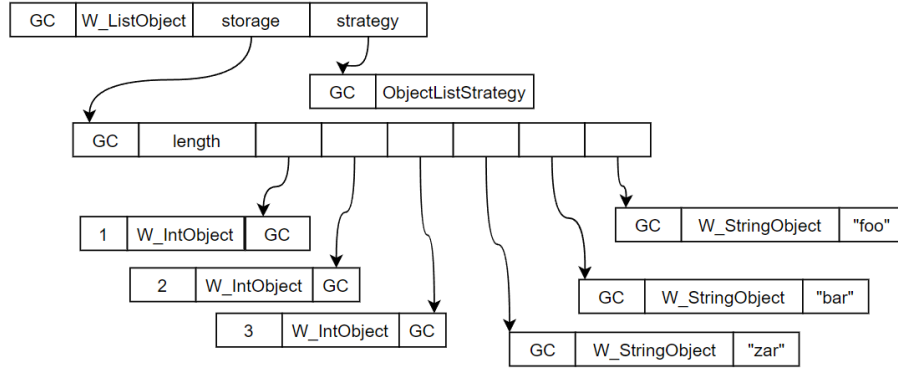 GC W_ListObject storage strategy
GC ObjectListStrategy
GC length
GC W_StringObject "foo"
1 W_IntObject GC
2 W_IntObject GC
GC W_StringObject "bar"
3 W_IntObject GC
GC W_StringObject "zar"